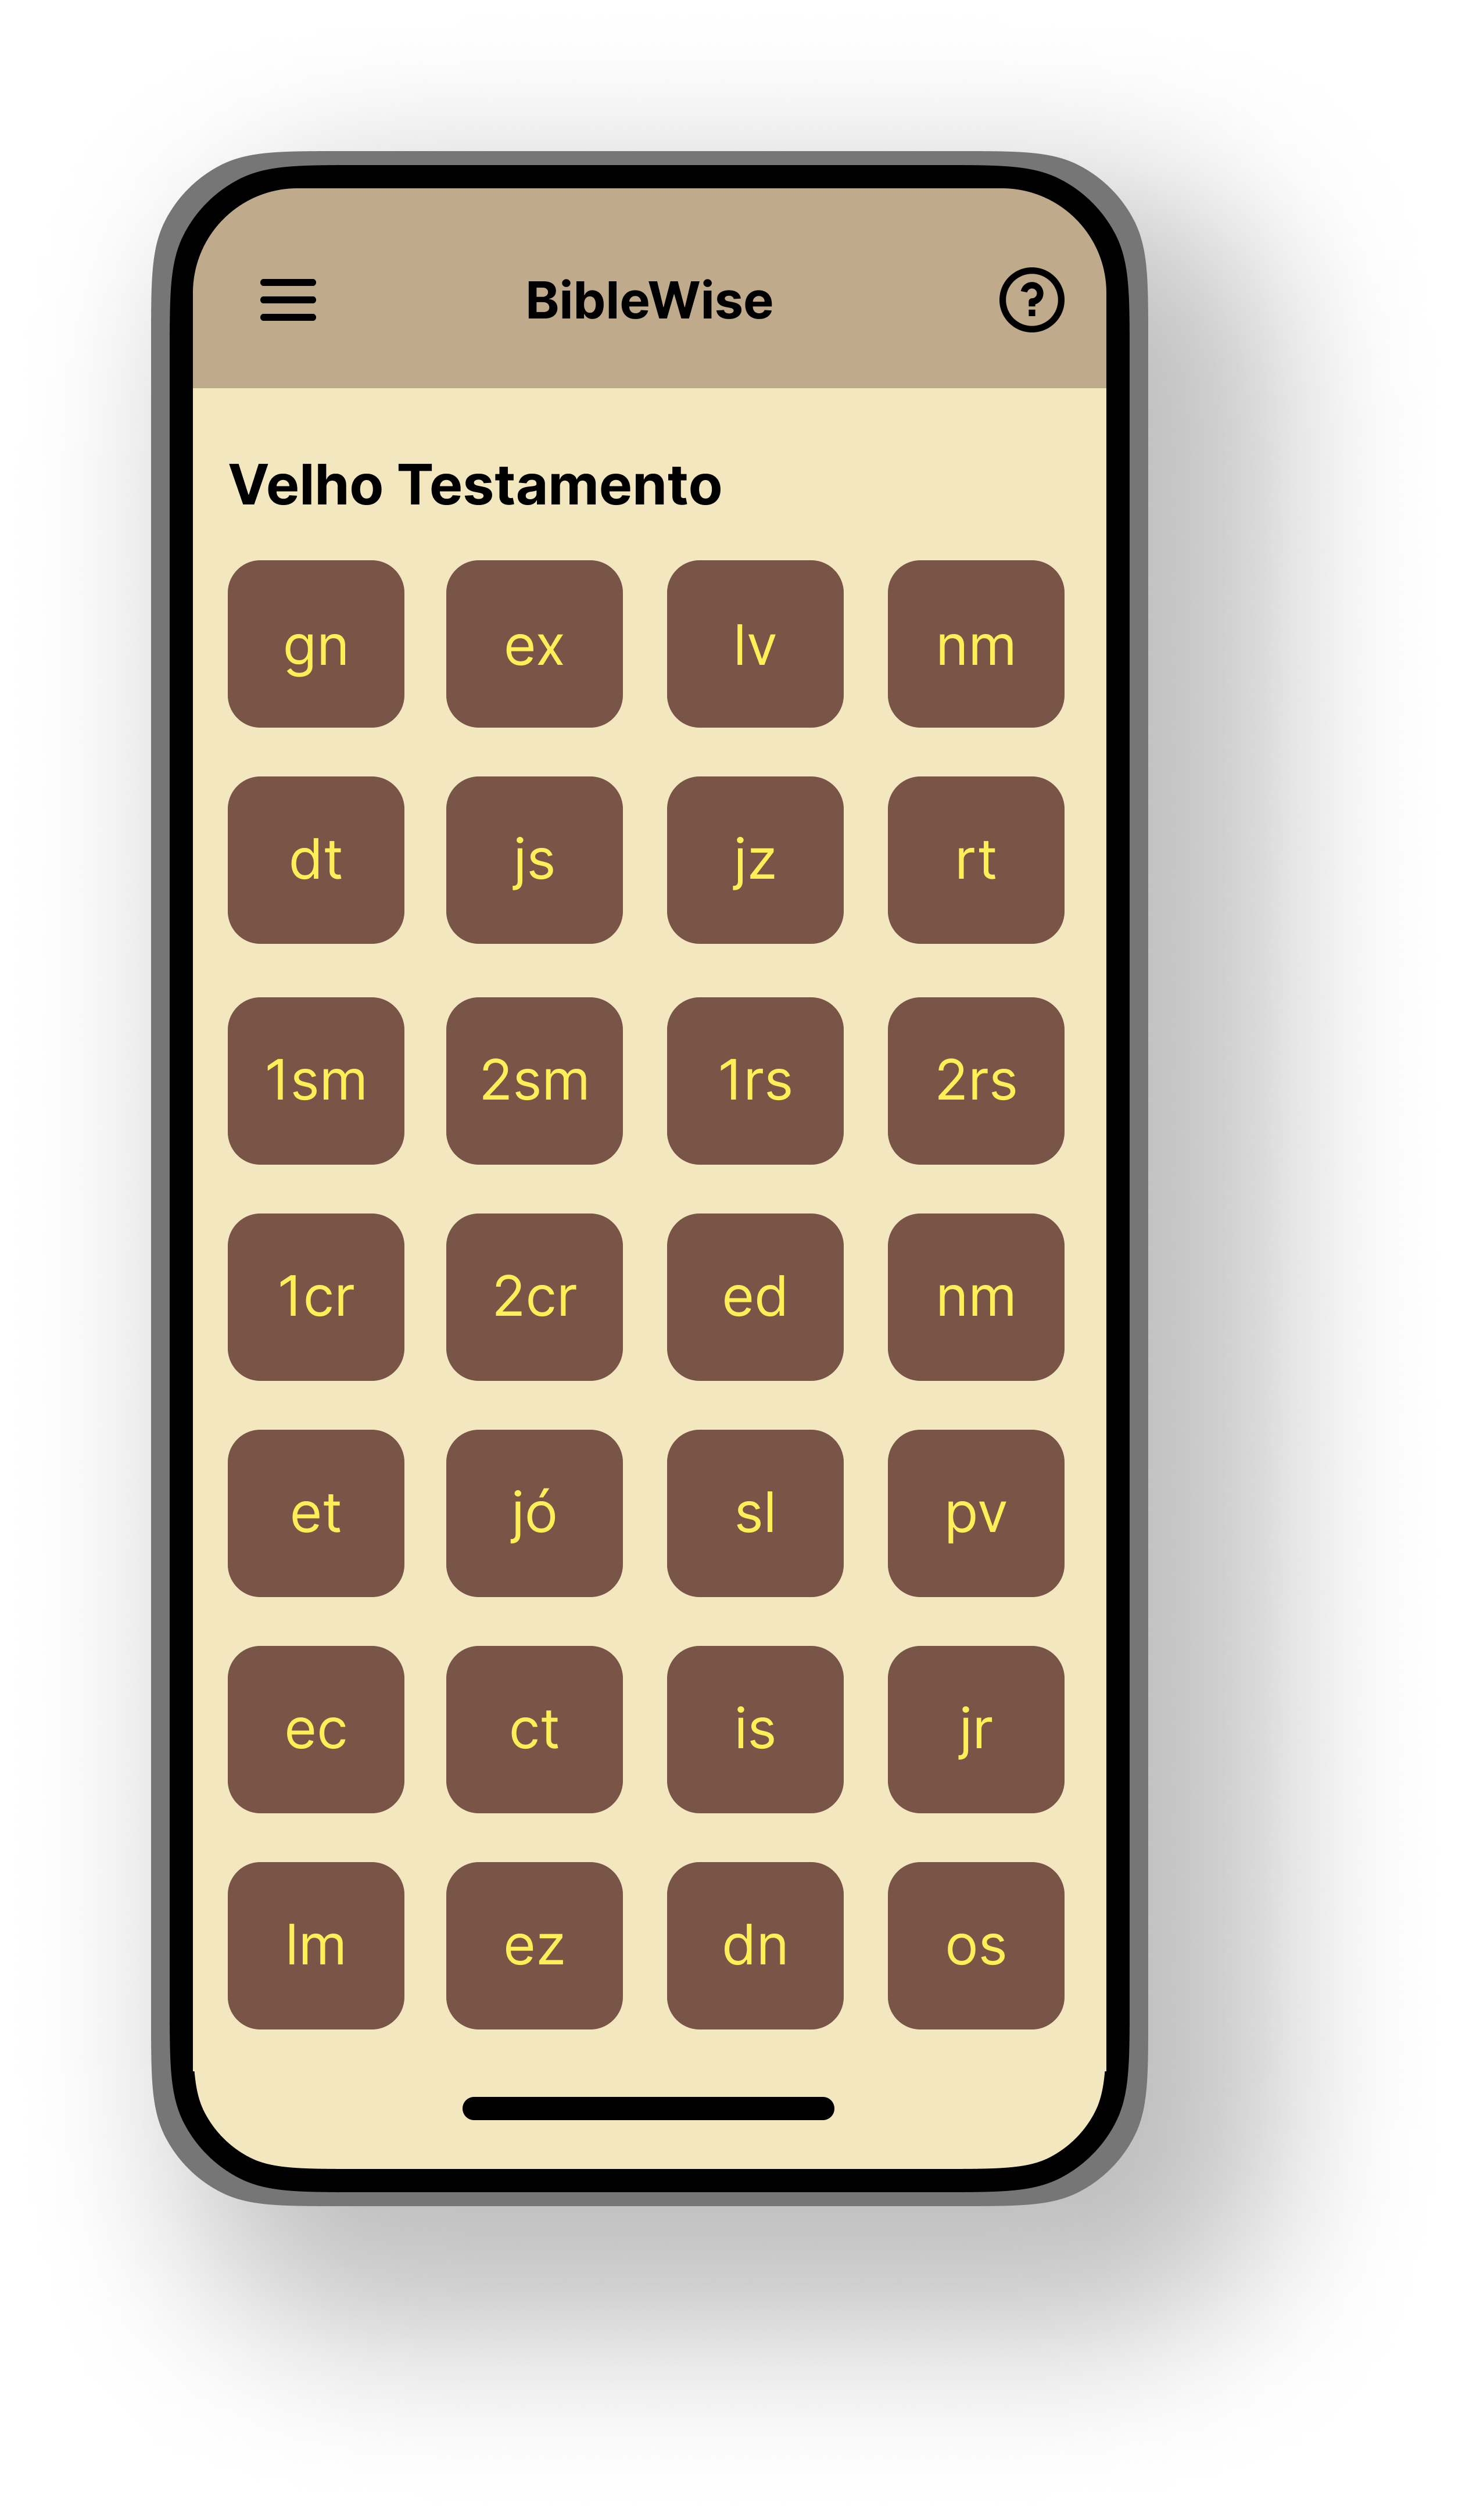 BibleWise
Velho Testamento
gn ex lv nm
dt js jz rt
1sm 2sm 1rs 2rs
1cr 2cr ed nm
et jó sl pv
ec ct is jr
lm ez dn os